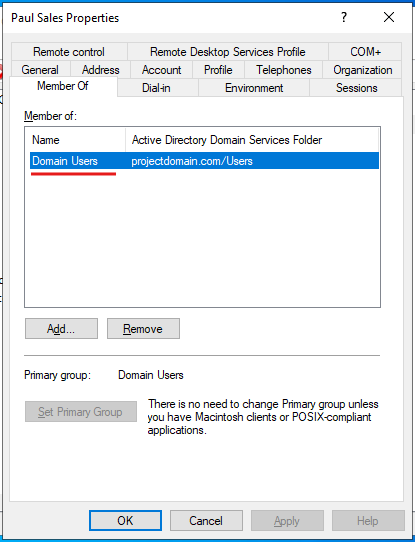 Paul Sales Properties
?
Remote control Remote Desktop Services Profile COM+
General Address Account Profile Telephones Organization
Member Of Dial-in Environment Sessions
Member of:
Name Active Directory Domain Services Folder
Domain Users projectdomain.com/Users
Add... Remove
Primary group: Domain Users
Set Primary Group There is no need to change Primary group unless
you have Macintosh clients or POSIX-compliant
applications.
OK Cancel Apply Help